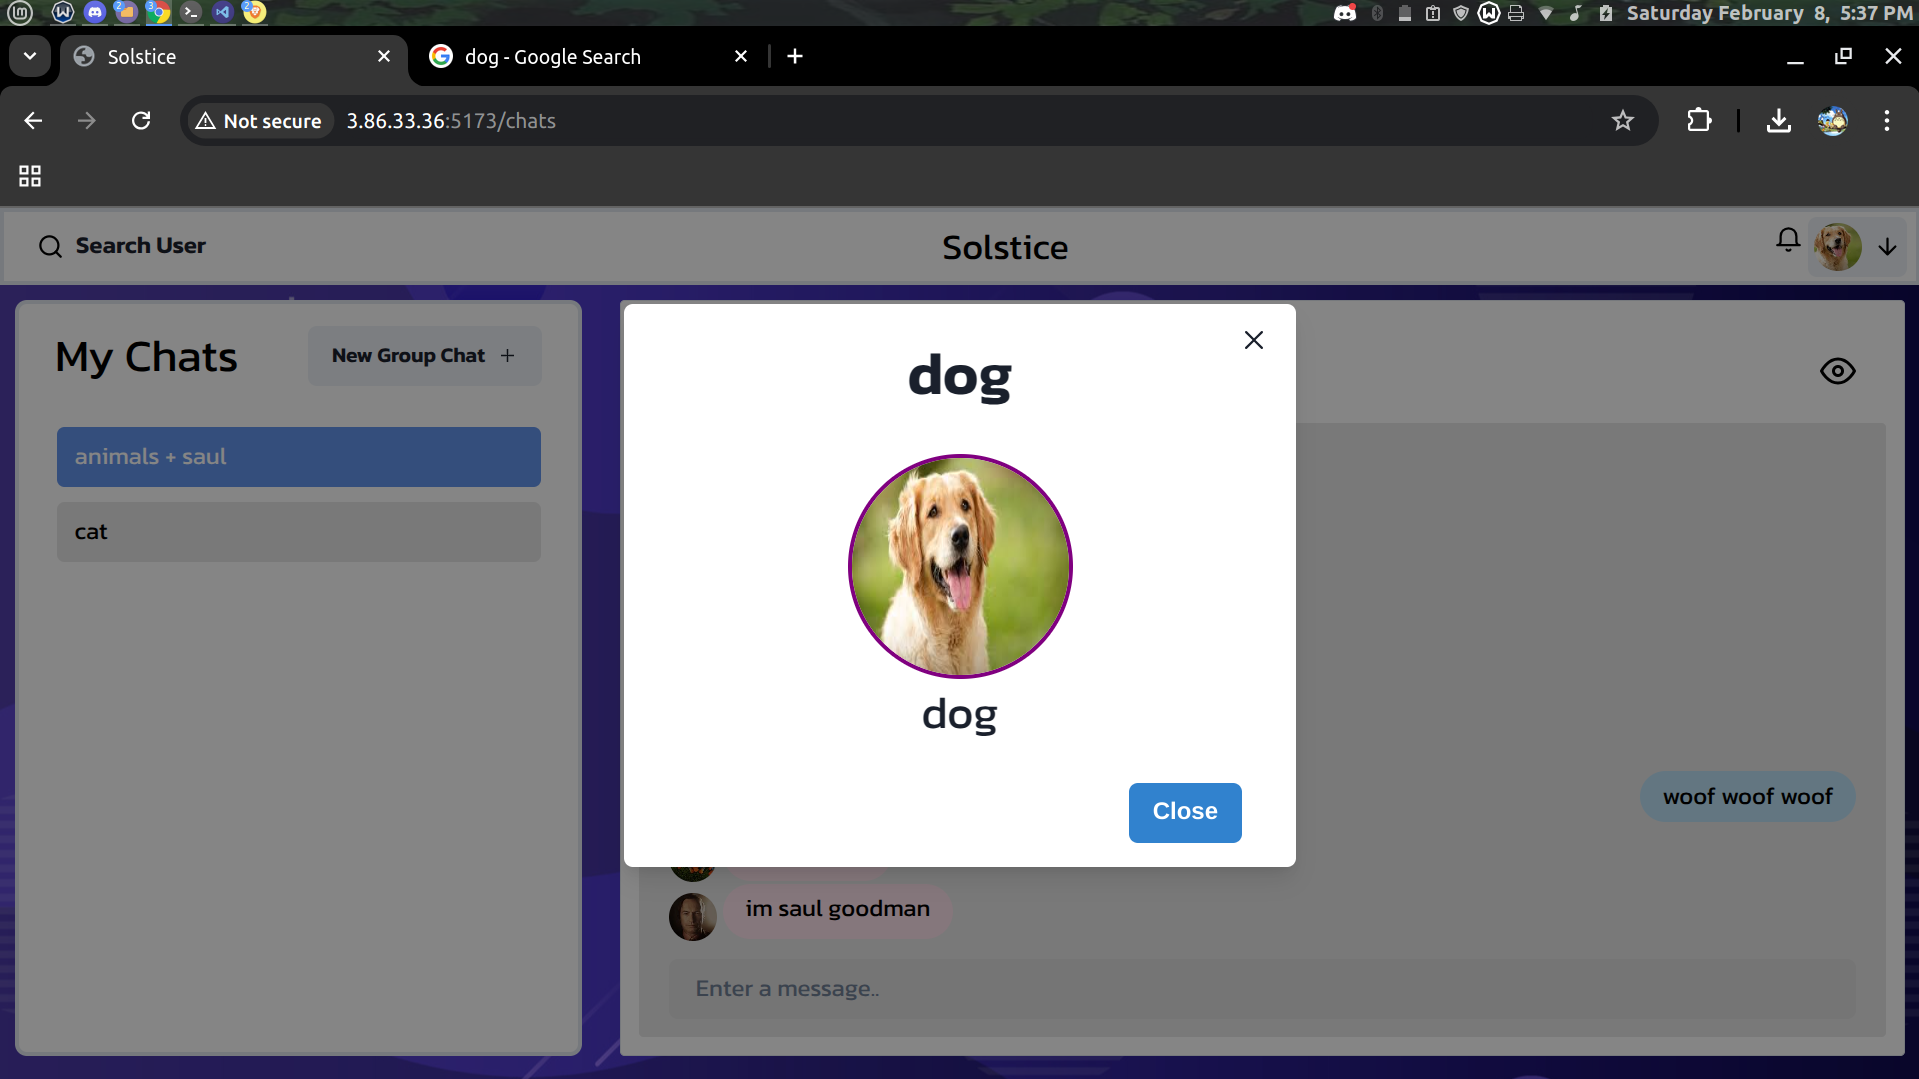 Saturday February 8, 5:37 PM
Solstice
dog - Google Search
Not secure
3.86.33.36:5173/chats
Search User
Solstice
My Chats
New Group Chat +
animals + saul
cat
dog
dog
Close
woof woof woof
im saul goodman
Enter a message..